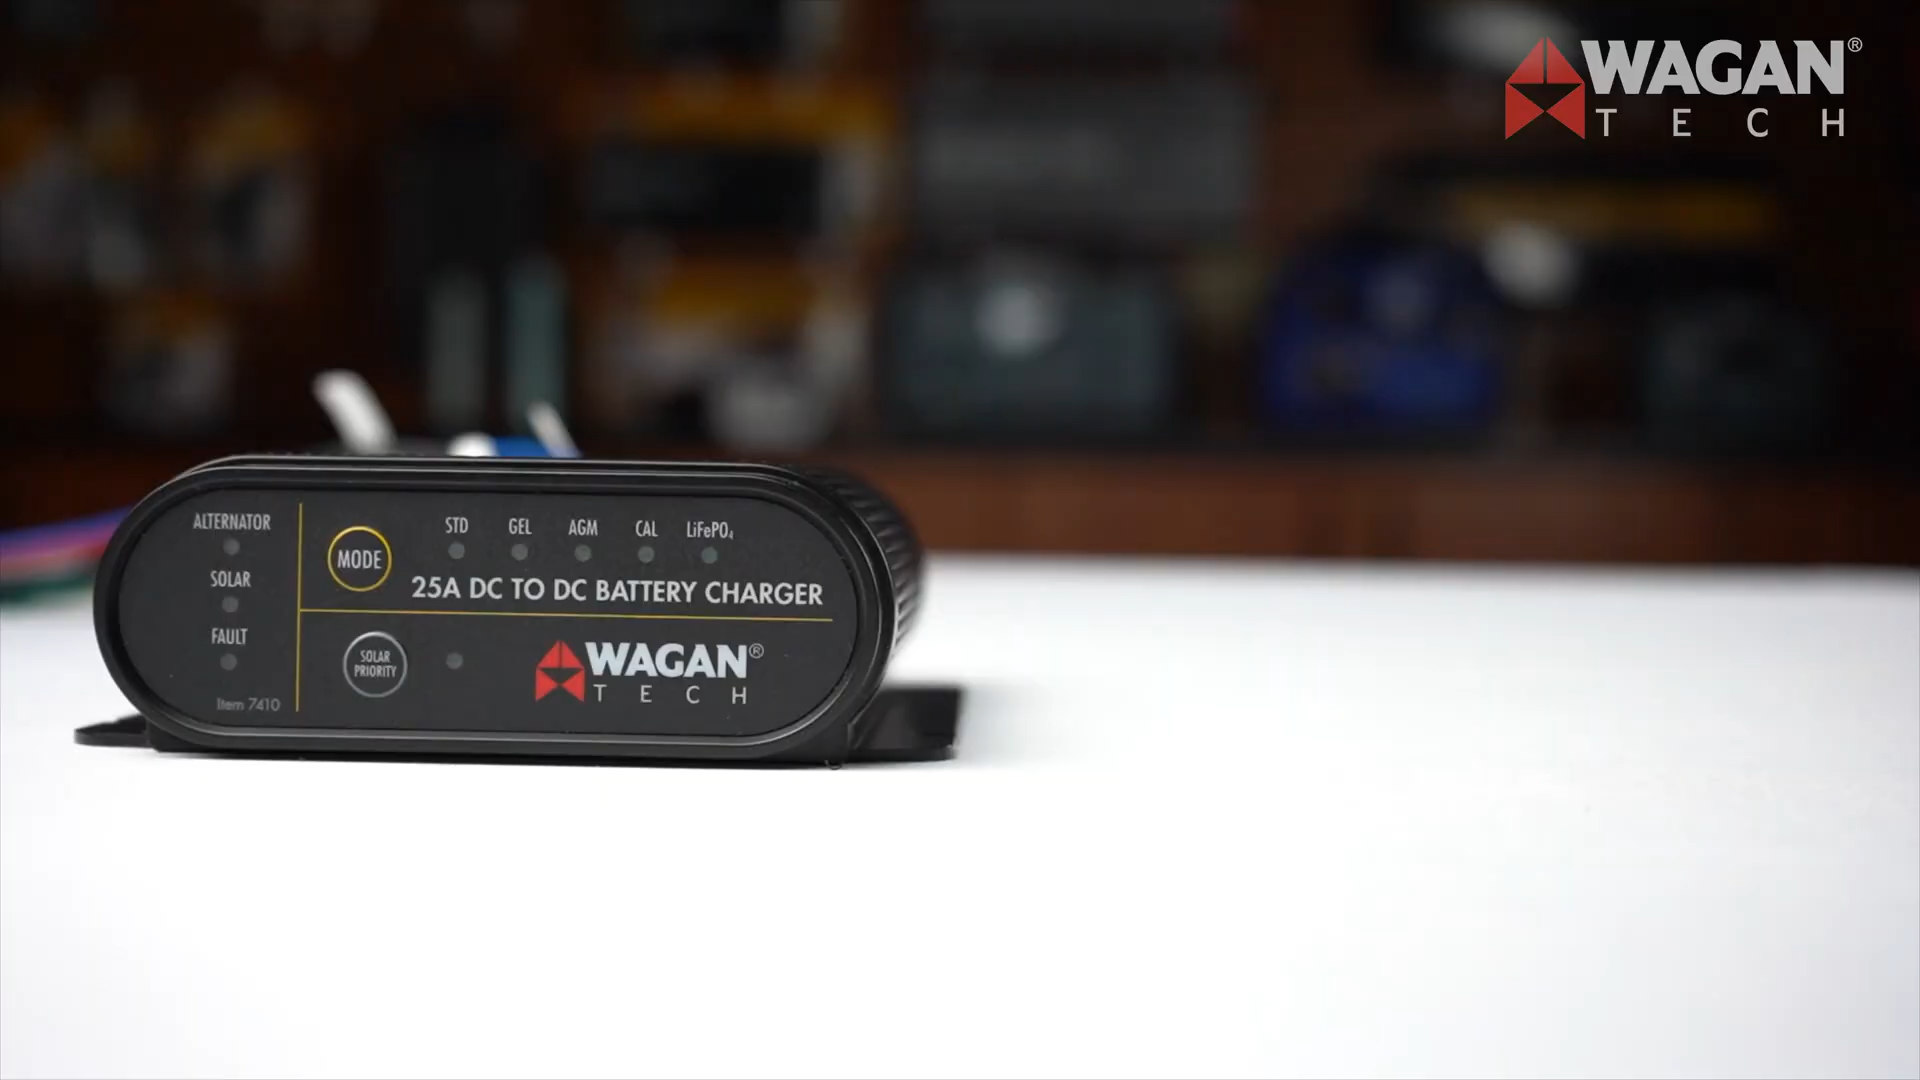 WAGAN®
TECH
ALTERNATOR
SOLAR
FAULT
Item 7410
MODE
STD GEL AGM CAL LiFePO₄
25A DC TO DC BATTERY CHARGER
SOLAR
PRIORITY
WAGAN®
TECH